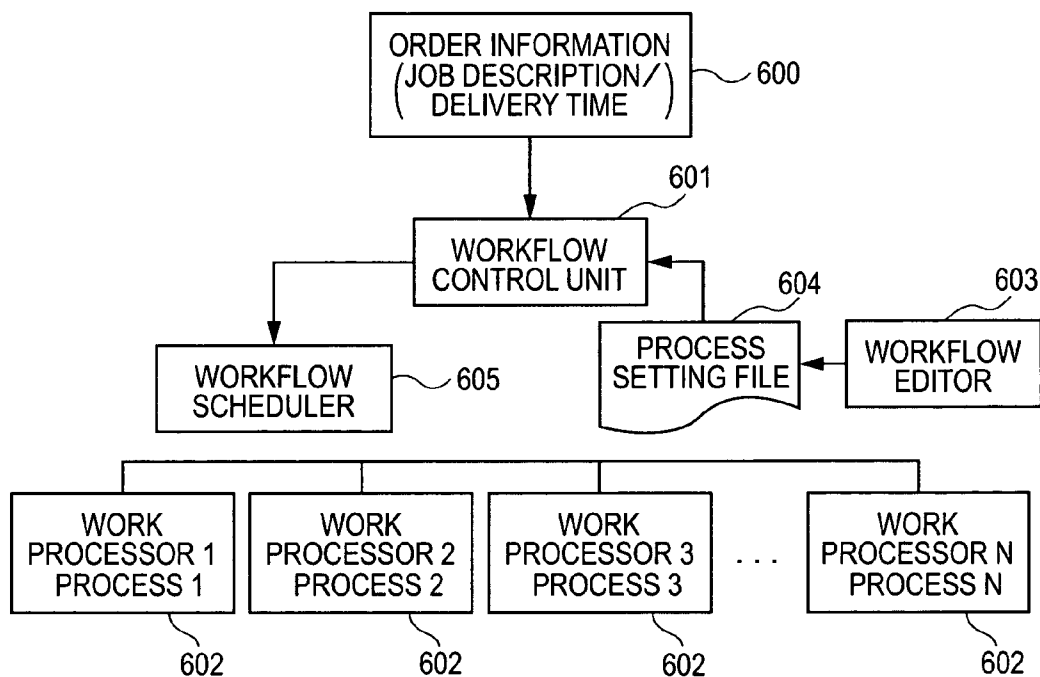 ORDER INFORMATION
(JOB DESCRIPTION/
DELIVERY TIME)
600
601
WORKFLOW
CONTROL UNIT
604
603
PROCESS
SETTING FILE
WORKFLOW
EDITOR
WORKFLOW
SCHEDULER
605
WORK
PROCESSOR 1
PROCESS 1
WORK
PROCESSOR 2
PROCESS 2
WORK
PROCESSOR 3
PROCESS 3
. . .
WORK
PROCESSOR N
PROCESS N
602
602
602
602